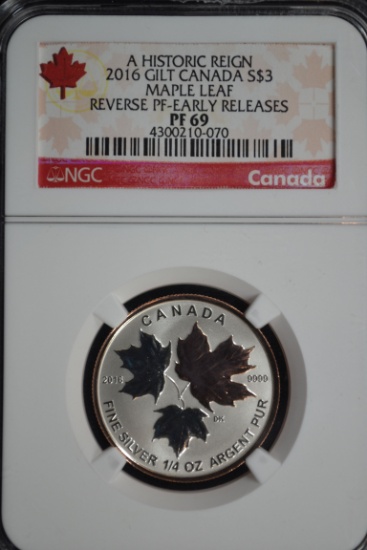 A HISTORIC REIGN
2016 GILT CANADA S$3
MAPLE LEAF
REVERSE PF-EARLY RELEASES
PF 69
4300210-070
NGC Canada
CANADA
2016 9999
DK
FINE SILVER 1/4 OZ ARGENT PUR